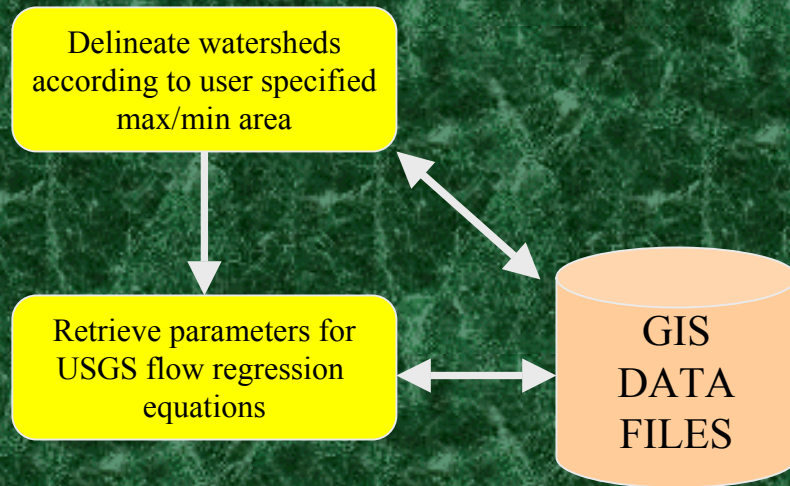 Delineate watersheds
according to user specified
max/min area
Retrieve parameters for
USGS flow regression
equations
GIS
DATA
FILES